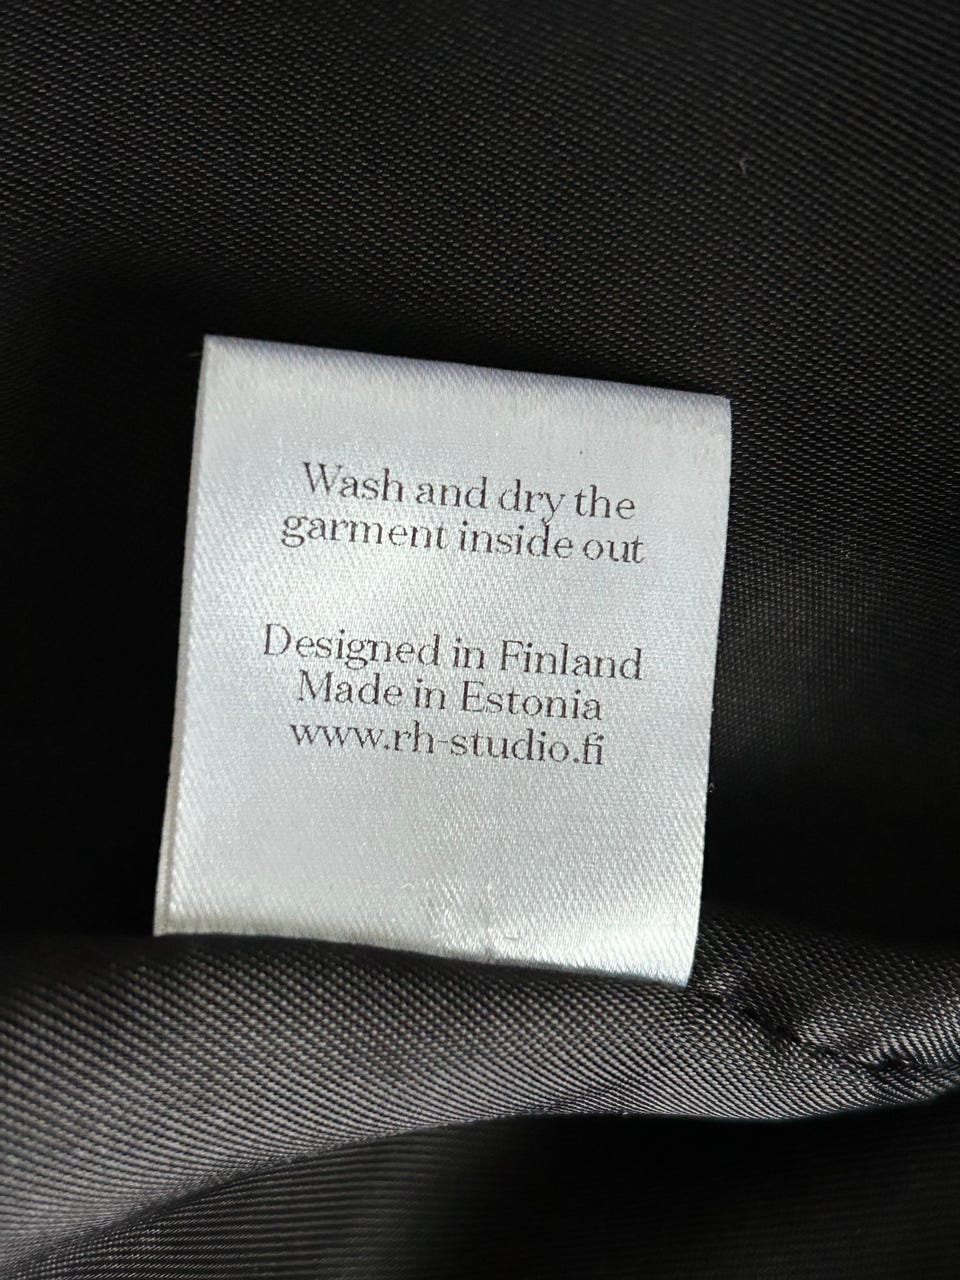 Wash and dry the
garment inside out
Designed in Finland
Made in Estonia
www.rh-studio.fi